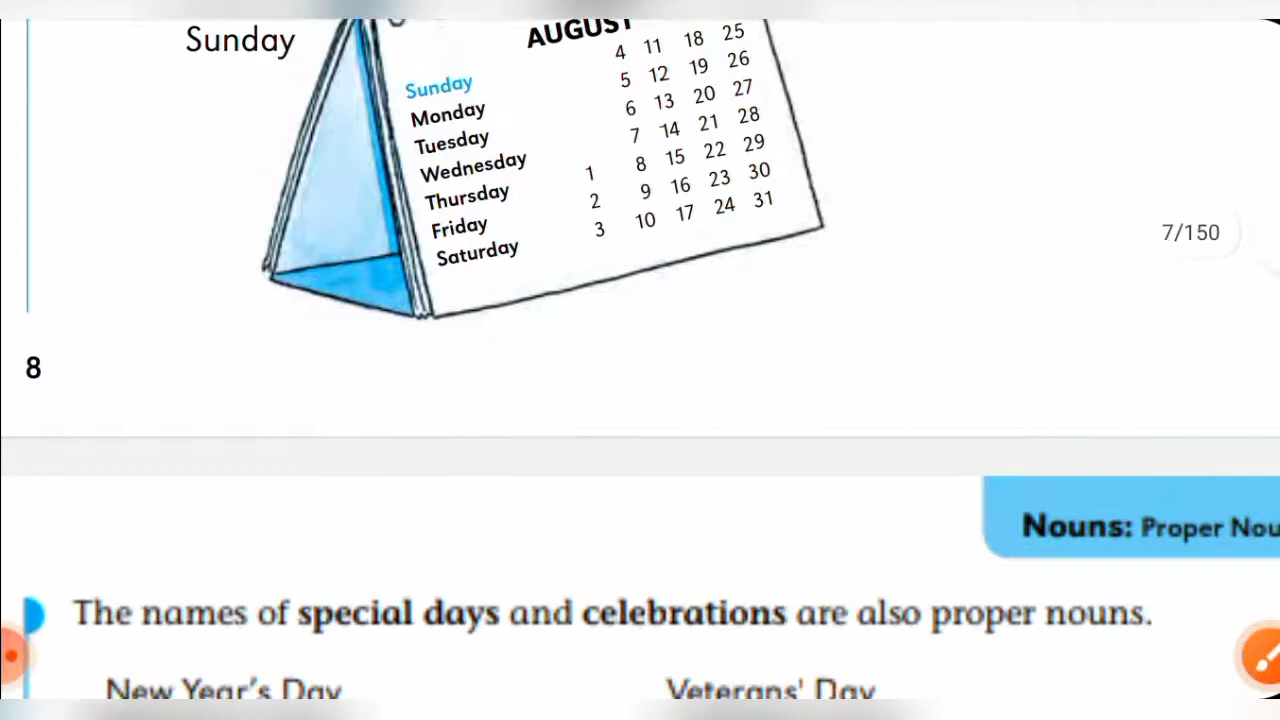 Sunday
AUGUST
Sunday 4 11 18 25
Monday 5 12 19 26
Tuesday 6 13 20 27
Wednesday 7 14 21 28
Thursday 1 8 15 22 29
Friday 2 9 16 23 30
Saturday 3 10 17 24 31
7/150
8
Nouns: Proper Nou
The names of special days and celebrations are also proper nouns.
New Year's Day Veterans' Day